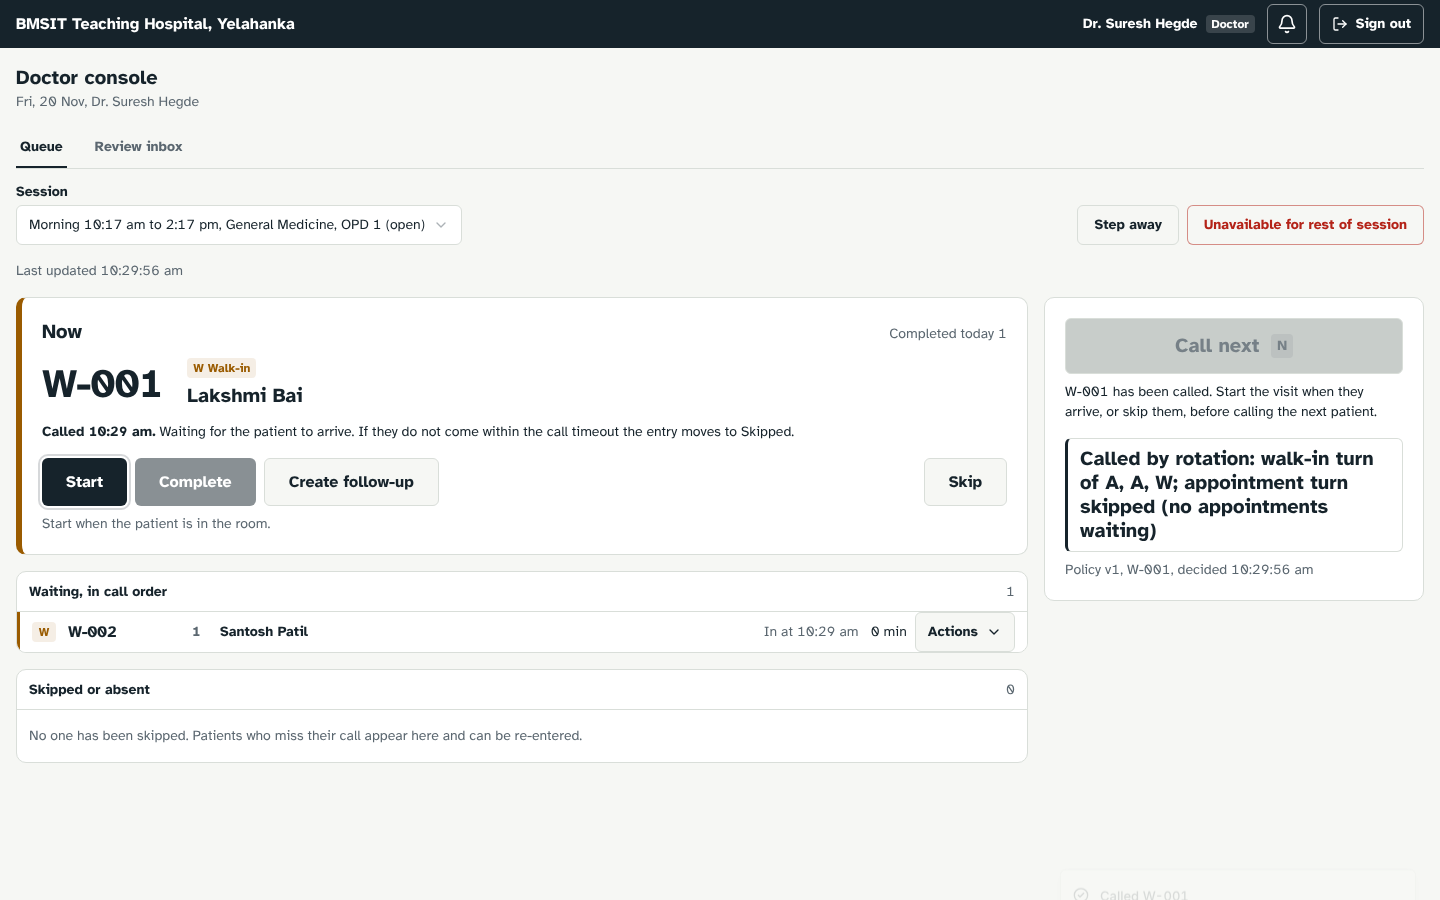 BMSIT Teaching Hospital, Yelahanka
Dr. Suresh Hegde Doctor Sign out
Doctor console
Fri, 20 Nov, Dr. Suresh Hegde
Queue Review inbox
Session
Morning 10:17 am to 2:17 pm, General Medicine, OPD 1 (open)
Step away Unavailable for rest of session
Last updated 10:29:56 am
Now
Completed today 1
W-001
W Walk-in
Lakshmi Bai
Called 10:29 am. Waiting for the patient to arrive. If they do not come within the call timeout the entry moves to Skipped.
Start Complete Create follow-up Skip
Start when the patient is in the room.
Call next N
W-001 has been called. Start the visit when they
arrive, or skip them, before calling the next patient.
Called by rotation: walk-in turn
of A, A, W; appointment turn
skipped (no appointments
waiting)
Policy v1, W-001, decided 10:29:56 am
Waiting, in call order 1
W W-002 1 Santosh Patil In at 10:29 am 0 min Actions
Skipped or absent 0
No one has been skipped. Patients who miss their call appear here and can be re-entered.
Called W-001